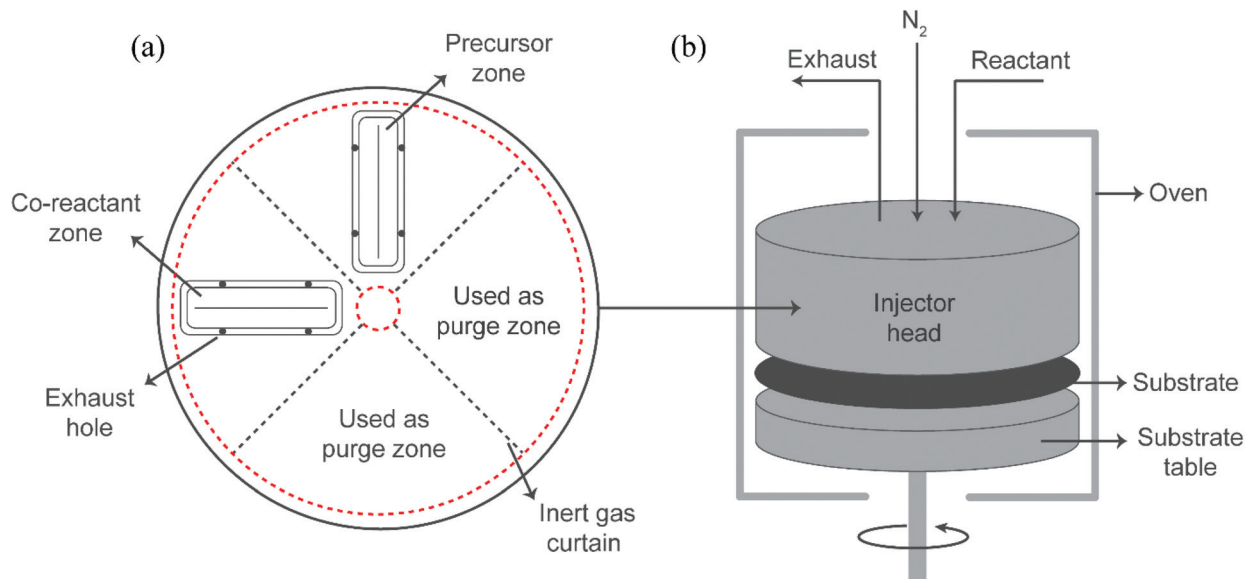 (a)
Precursor
zone
Co-reactant
zone
Used as
purge zone
Used as
purge zone
Exhaust
hole
Inert gas
curtain
(b)
N₂
Exhaust
Reactant
Oven
Injector
head
Substrate
Substrate
table